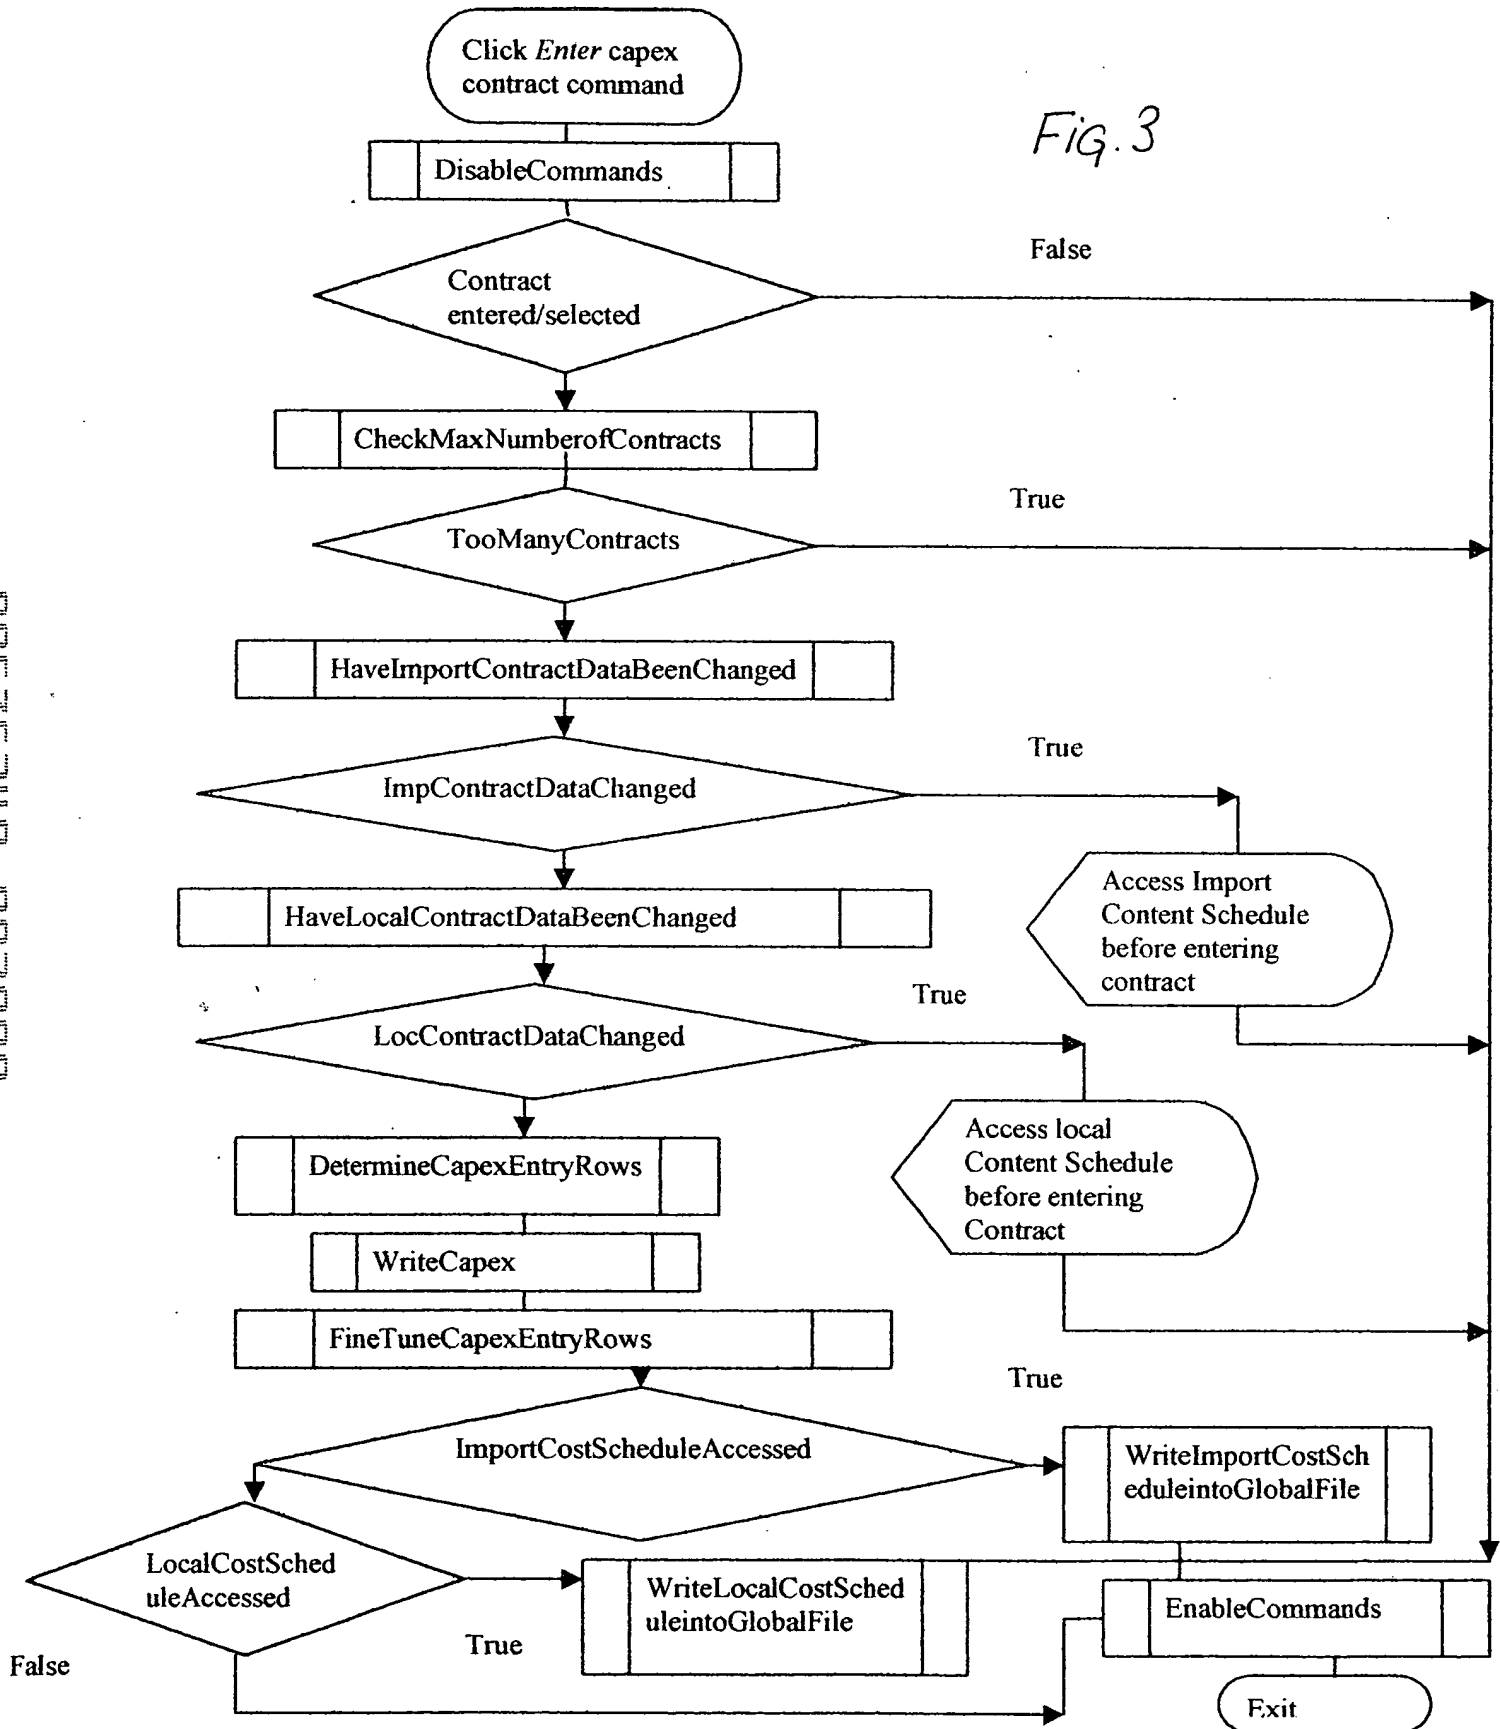 Click Enter capex
contract command
Fig. 3
DisableCommands
False
Contract
entered/selected
CheckMaxNumberofContracts
True
TooManyContracts
HaveImportContractDataBeenChanged
True
ImpContractDataChanged
Access Import
Content Schedule
before entering
contract
HaveLocalContractDataBeenChanged
True
LocContractDataChanged
Access local
Content Schedule
before entering
Contract
DetermineCapexEntryRows
WriteCapex
FineTuneCapexEntryRows
True
ImportCostScheduleAccessed
WriteImportCostSch
eduleintoGlobalFile
LocalCostSched
uleAccessed
WriteLocalCostSched
uleintoGlobalFile
EnableCommands
True
False
Exit